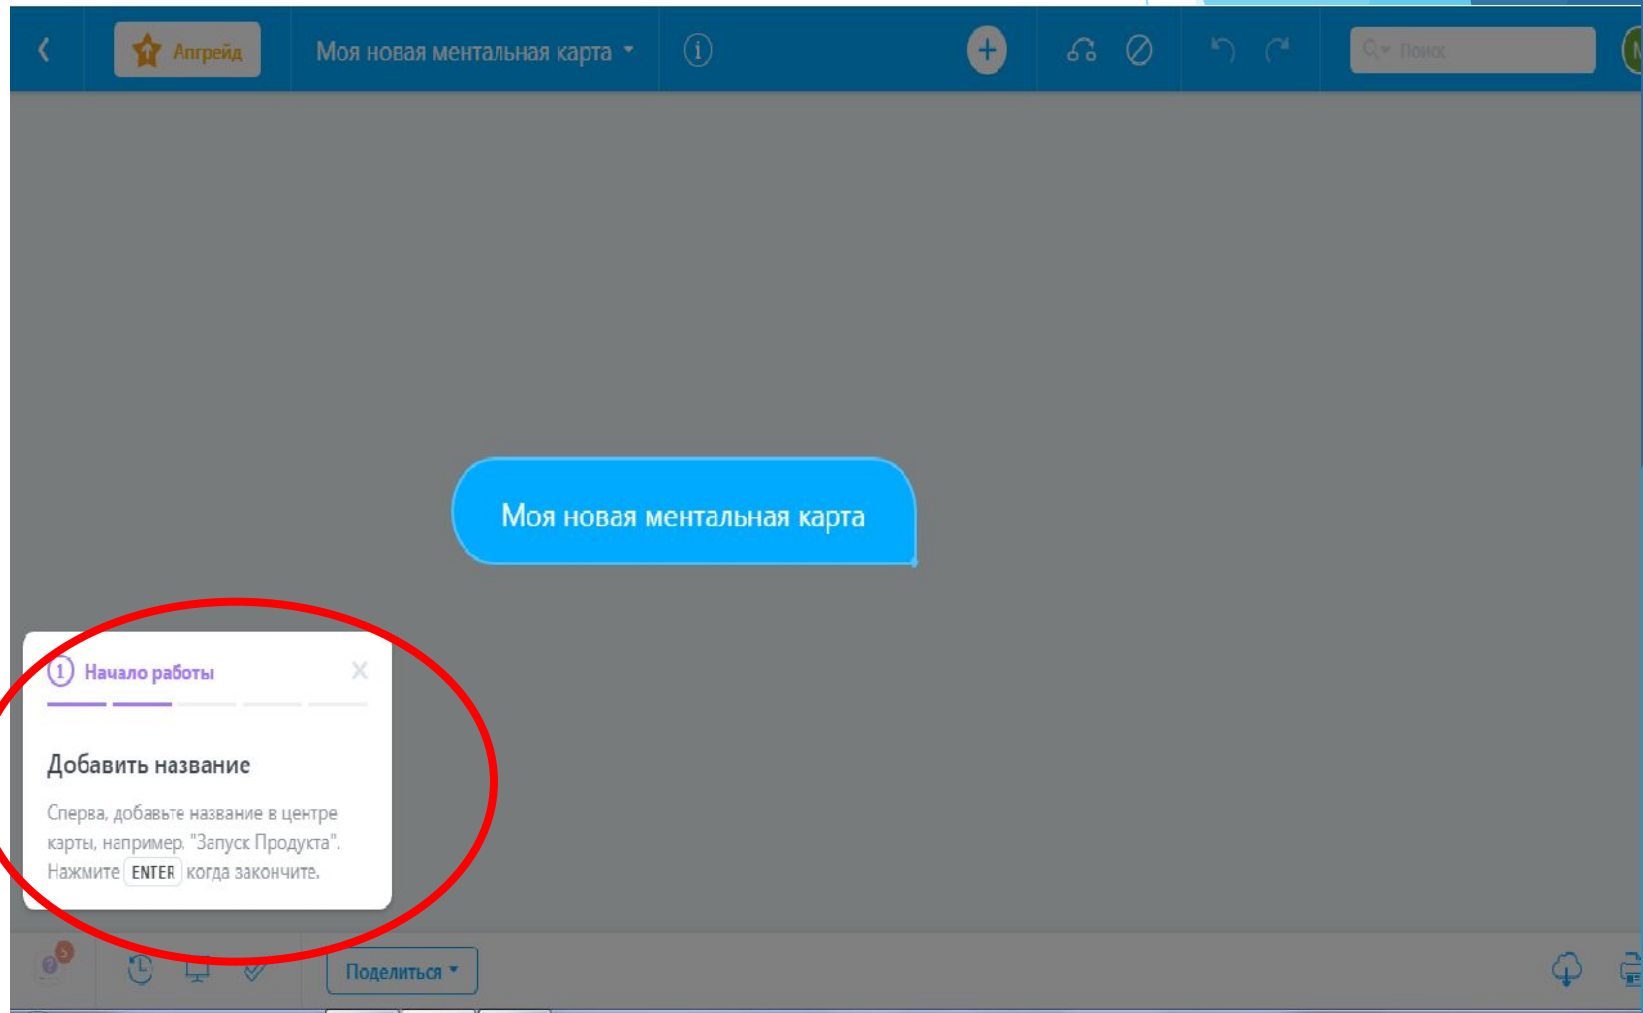 Апгрейд
Моя новая ментальная карта
Поиск
Моя новая ментальная карта
1 Начало работы
Добавить название
Сперва, добавьте название в центре
карты, например, "Запуск Продукта".
Нажмите ENTER когда закончите.
5
Поделиться